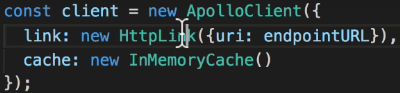 const client = new ApolloClient({
  link: new HttpLink({uri: endpointURL}),
  cache: new InMemoryCache()
});